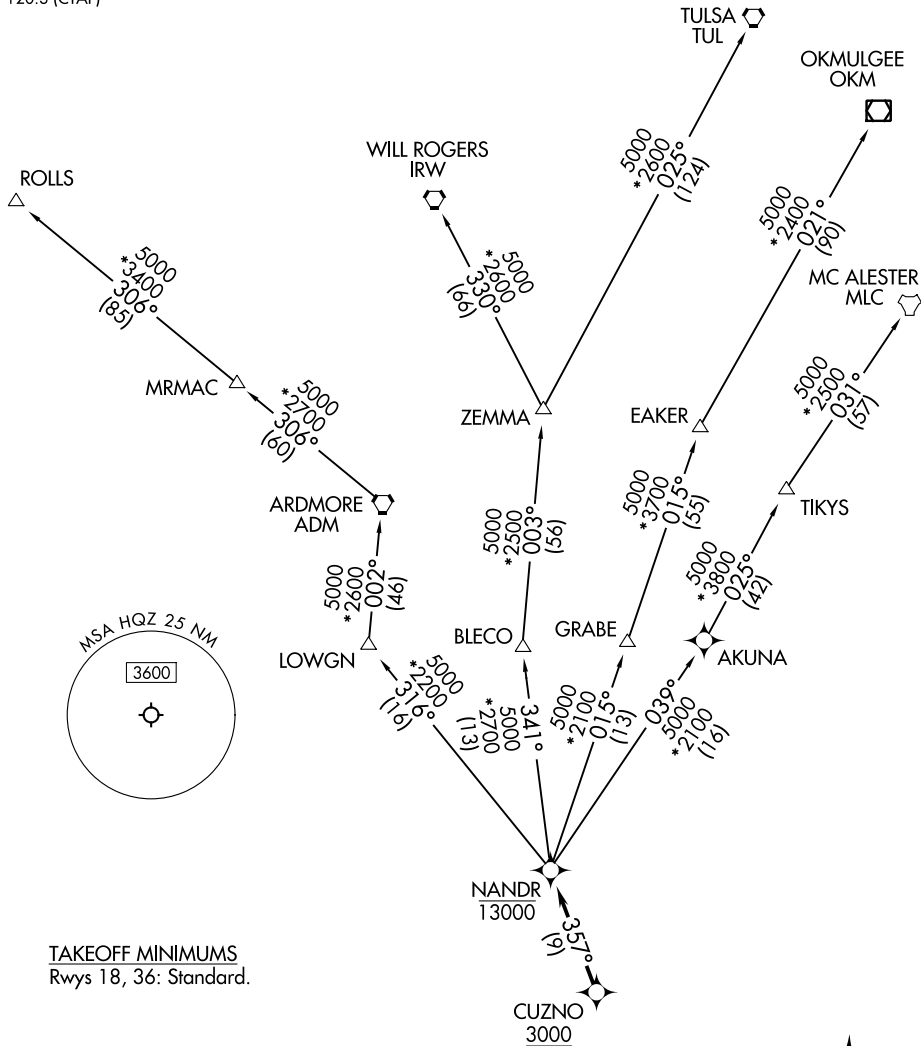 TULSA
TUL
OKMULGEE
OKM
WILL ROGERS
IRW
5000
*2600
025°
(124)
ROLLS
5000
*2400
021°
(90)
5000
*2600
330°
(66)
MC ALESTER
MLC
5000
*3400
306°
(85)
MRMAC
5000
*2700
306°
(60)
ZEMMA
EAKER
5000
*2500
031°
(57)
ARDMORE
ADM
5000
*2500
003°
(56)
5000
*3700
015°
(55)
TIKYS
5000
*2600
002°
(46)
5000
*3800
025°
(42)
MSA HQZ 25 NM
3600
LOWGN
BLECO
GRABE
AKUNA
5000
*2200
316°
(16)
341°
5000
*2700
(13)
5000
*2100
015°
(13)
039°
5000
*2100
(16)
NANDR
13000
357°
(9)
TAKEOFF MINIMUMS
Rwys 18, 36: Standard.
CUZNO
3000